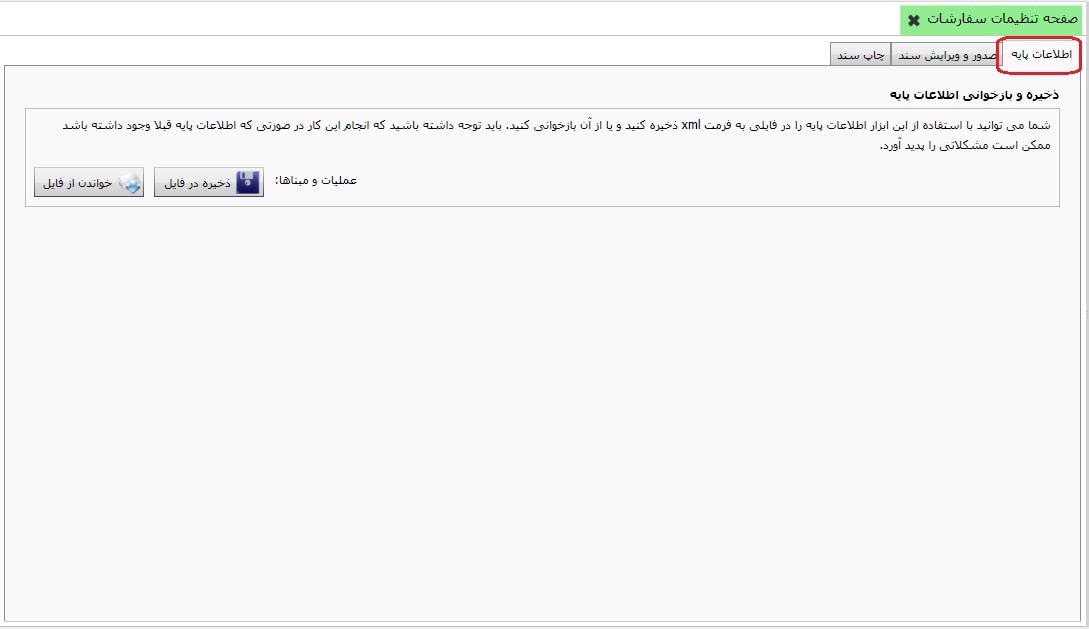 صفحه تنظیمات سفارشات
اطلاعات پایه
صدور و ویرایش سند
چاپ سند
ذخیره و بازخوانی اطلاعات پایه
شما می توانید با استفاده از این ابزار اطلاعات پایه را در فایلی به فرمت xml ذخیره کنید و یا از آن بازخوانی کنید. باید توجه داشته باشید که انجام این کار در صورتی که اطلاعات پایه قبلا وجود داشته باشد
ممکن است مشکلاتی را پدید آورد.
عملیات و مبناها:
ذخیره در فایل
خواندن از فایل